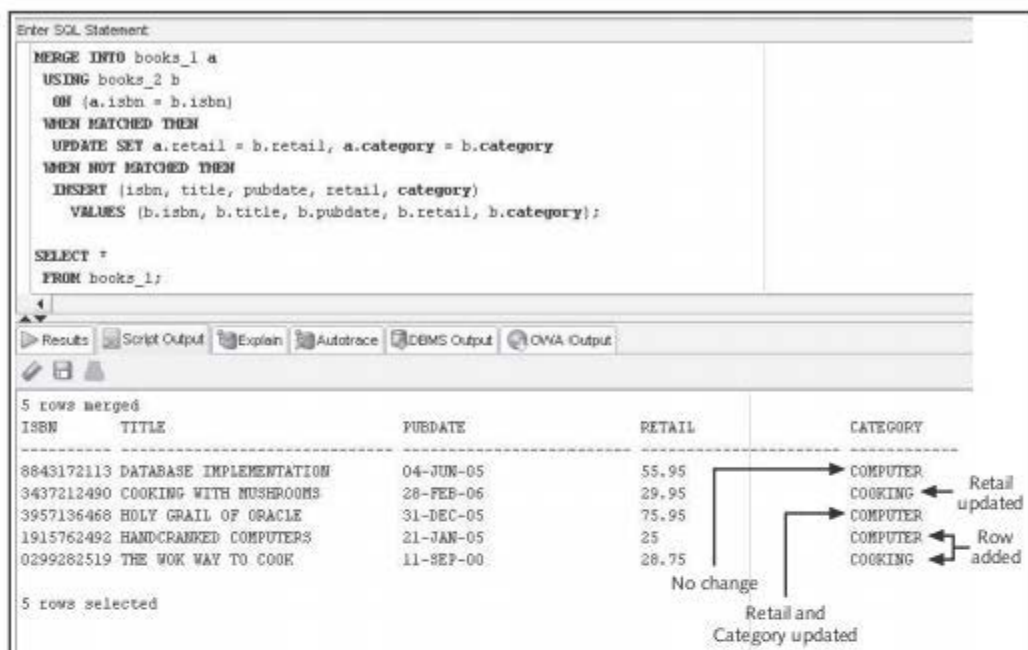 Enter SQL Statement:
MERGE INTO books_1 a
USING books_2 b
ON (a.isbn = b.isbn)
WHEN MATCHED THEN
UPDATE SET a.retail = b.retail, a.category = b.category
WHEN NOT MATCHED THEN
INSERT (isbn, title, pubdate, retail, category)
VALUES (b.isbn, b.title, b.pubdate, b.retail, b.category);
SELECT *
FROM books_1;
Results Script Output Explain Autotrace DBMS Output OWA Output
5 rows merged
ISBN TITLE PUBDATE RETAIL CATEGORY
8843172113 DATABASE IMPLEMENTATION 04-JUN-05 55.95 COMPUTER
3437212490 COOKING WITH MUSHROOMS 28-FEB-06 29.95 COOKING
3957136468 HOLY GRAIL OF ORACLE 31-DEC-05 75.95 COMPUTER
1915762492 HANDCRANKED COMPUTERS 21-JAN-05 25 COMPUTER
0299282519 THE WOK WAY TO COOK 11-SEP-00 28.75 COOKING
5 rows selected
Retail
updated
Row
added
No change
Retail and
Category updated